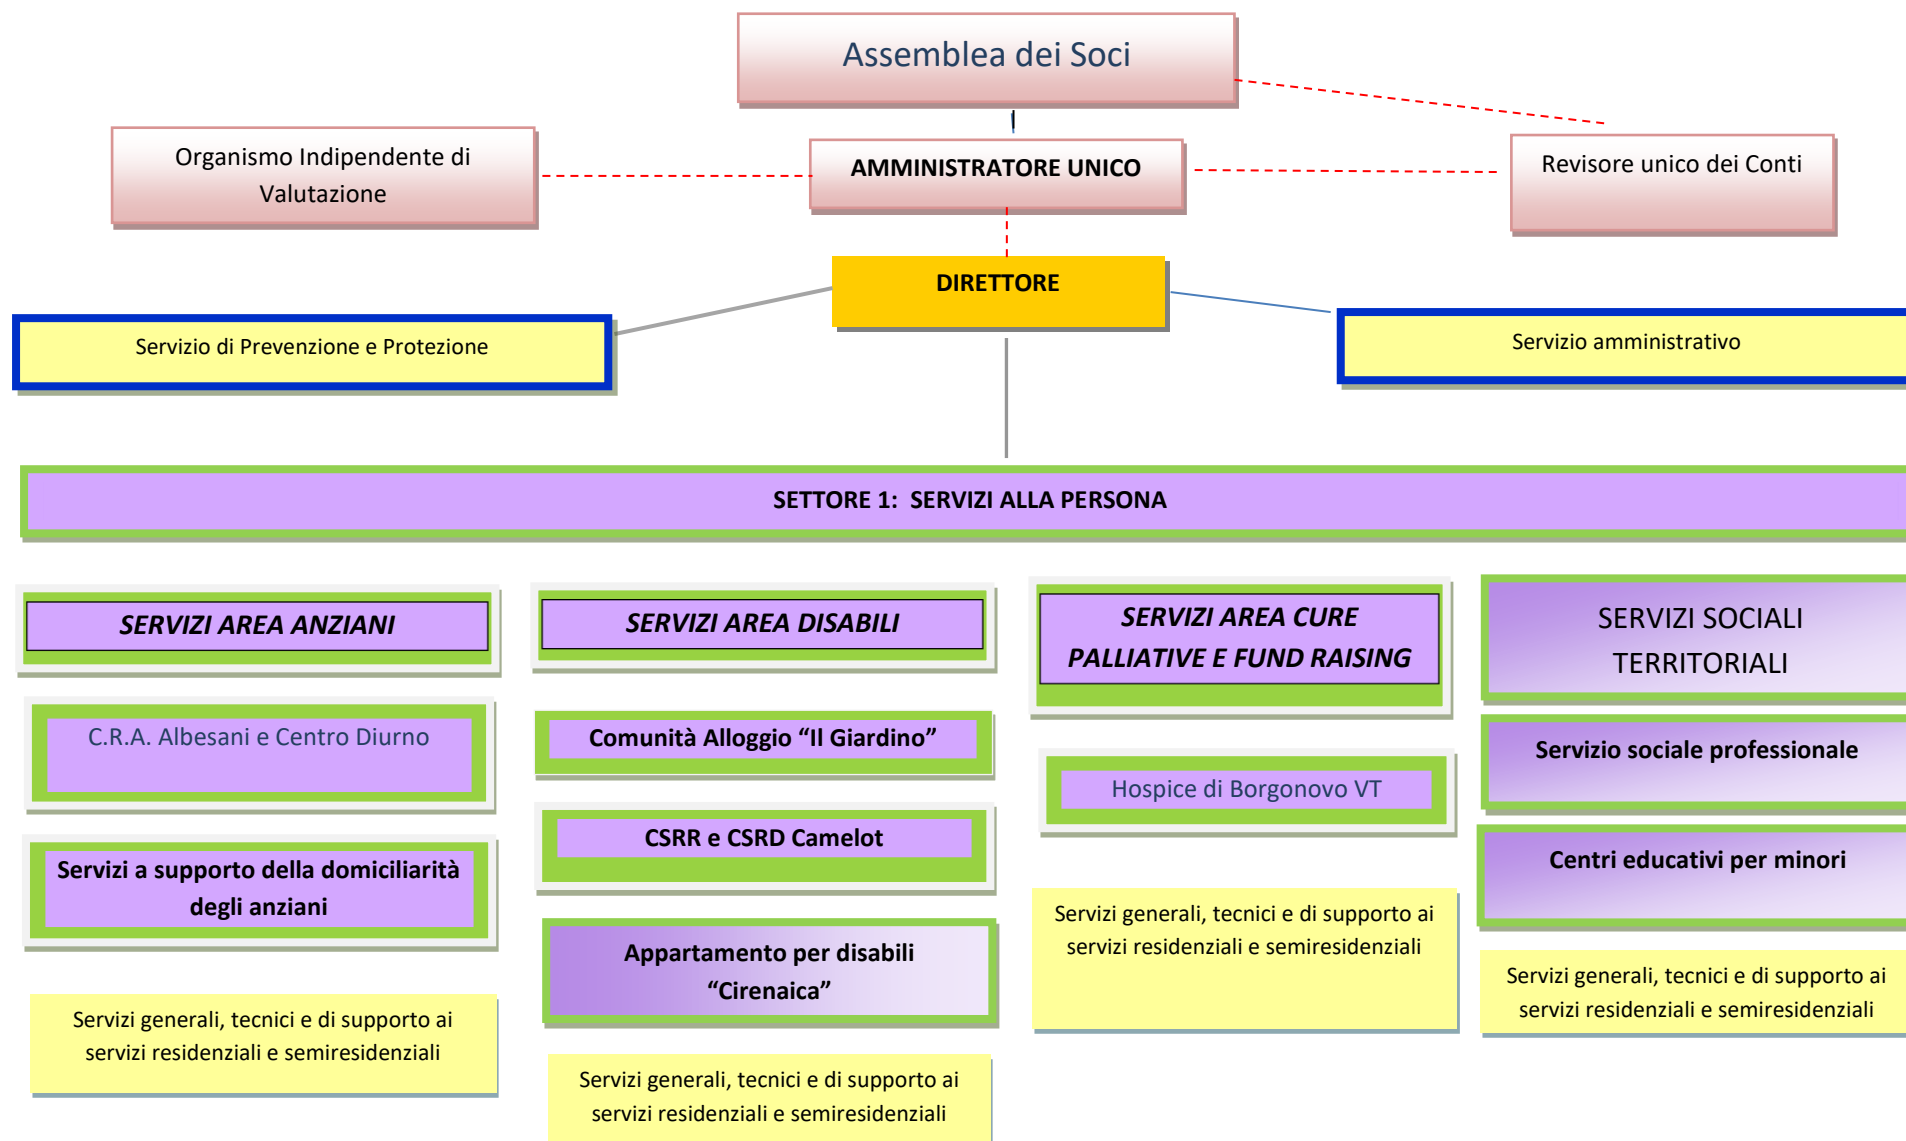 Assemblea dei Soci
Organismo Indipendente di
Valutazione
AMMINISTRATORE UNICO
Revisore unico dei Conti
DIRETTORE
Servizio di Prevenzione e Protezione
Servizio amministrativo
SETTORE 1: SERVIZI ALLA PERSONA
SERVIZI AREA ANZIANI
C.R.A. Albesani e Centro Diurno
Servizi a supporto della domiciliarità
degli anziani
Servizi generali, tecnici e di supporto ai
servizi residenziali e semiresidenziali
SERVIZI AREA DISABILI
Comunità Alloggio “Il Giardino”
CSRR e CSRD Camelot
Appartamento per disabili
“Cirenaica”
Servizi generali, tecnici e di supporto ai
servizi residenziali e semiresidenziali
SERVIZI AREA CURE
PALLIATIVE E FUND RAISING
Hospice di Borgonovo VT
Servizi generali, tecnici e di supporto ai
servizi residenziali e semiresidenziali
SERVIZI SOCIALI
TERRITORIALI
Servizio sociale professionale
Centri educativi per minori
Servizi generali, tecnici e di supporto ai
servizi residenziali e semiresidenziali